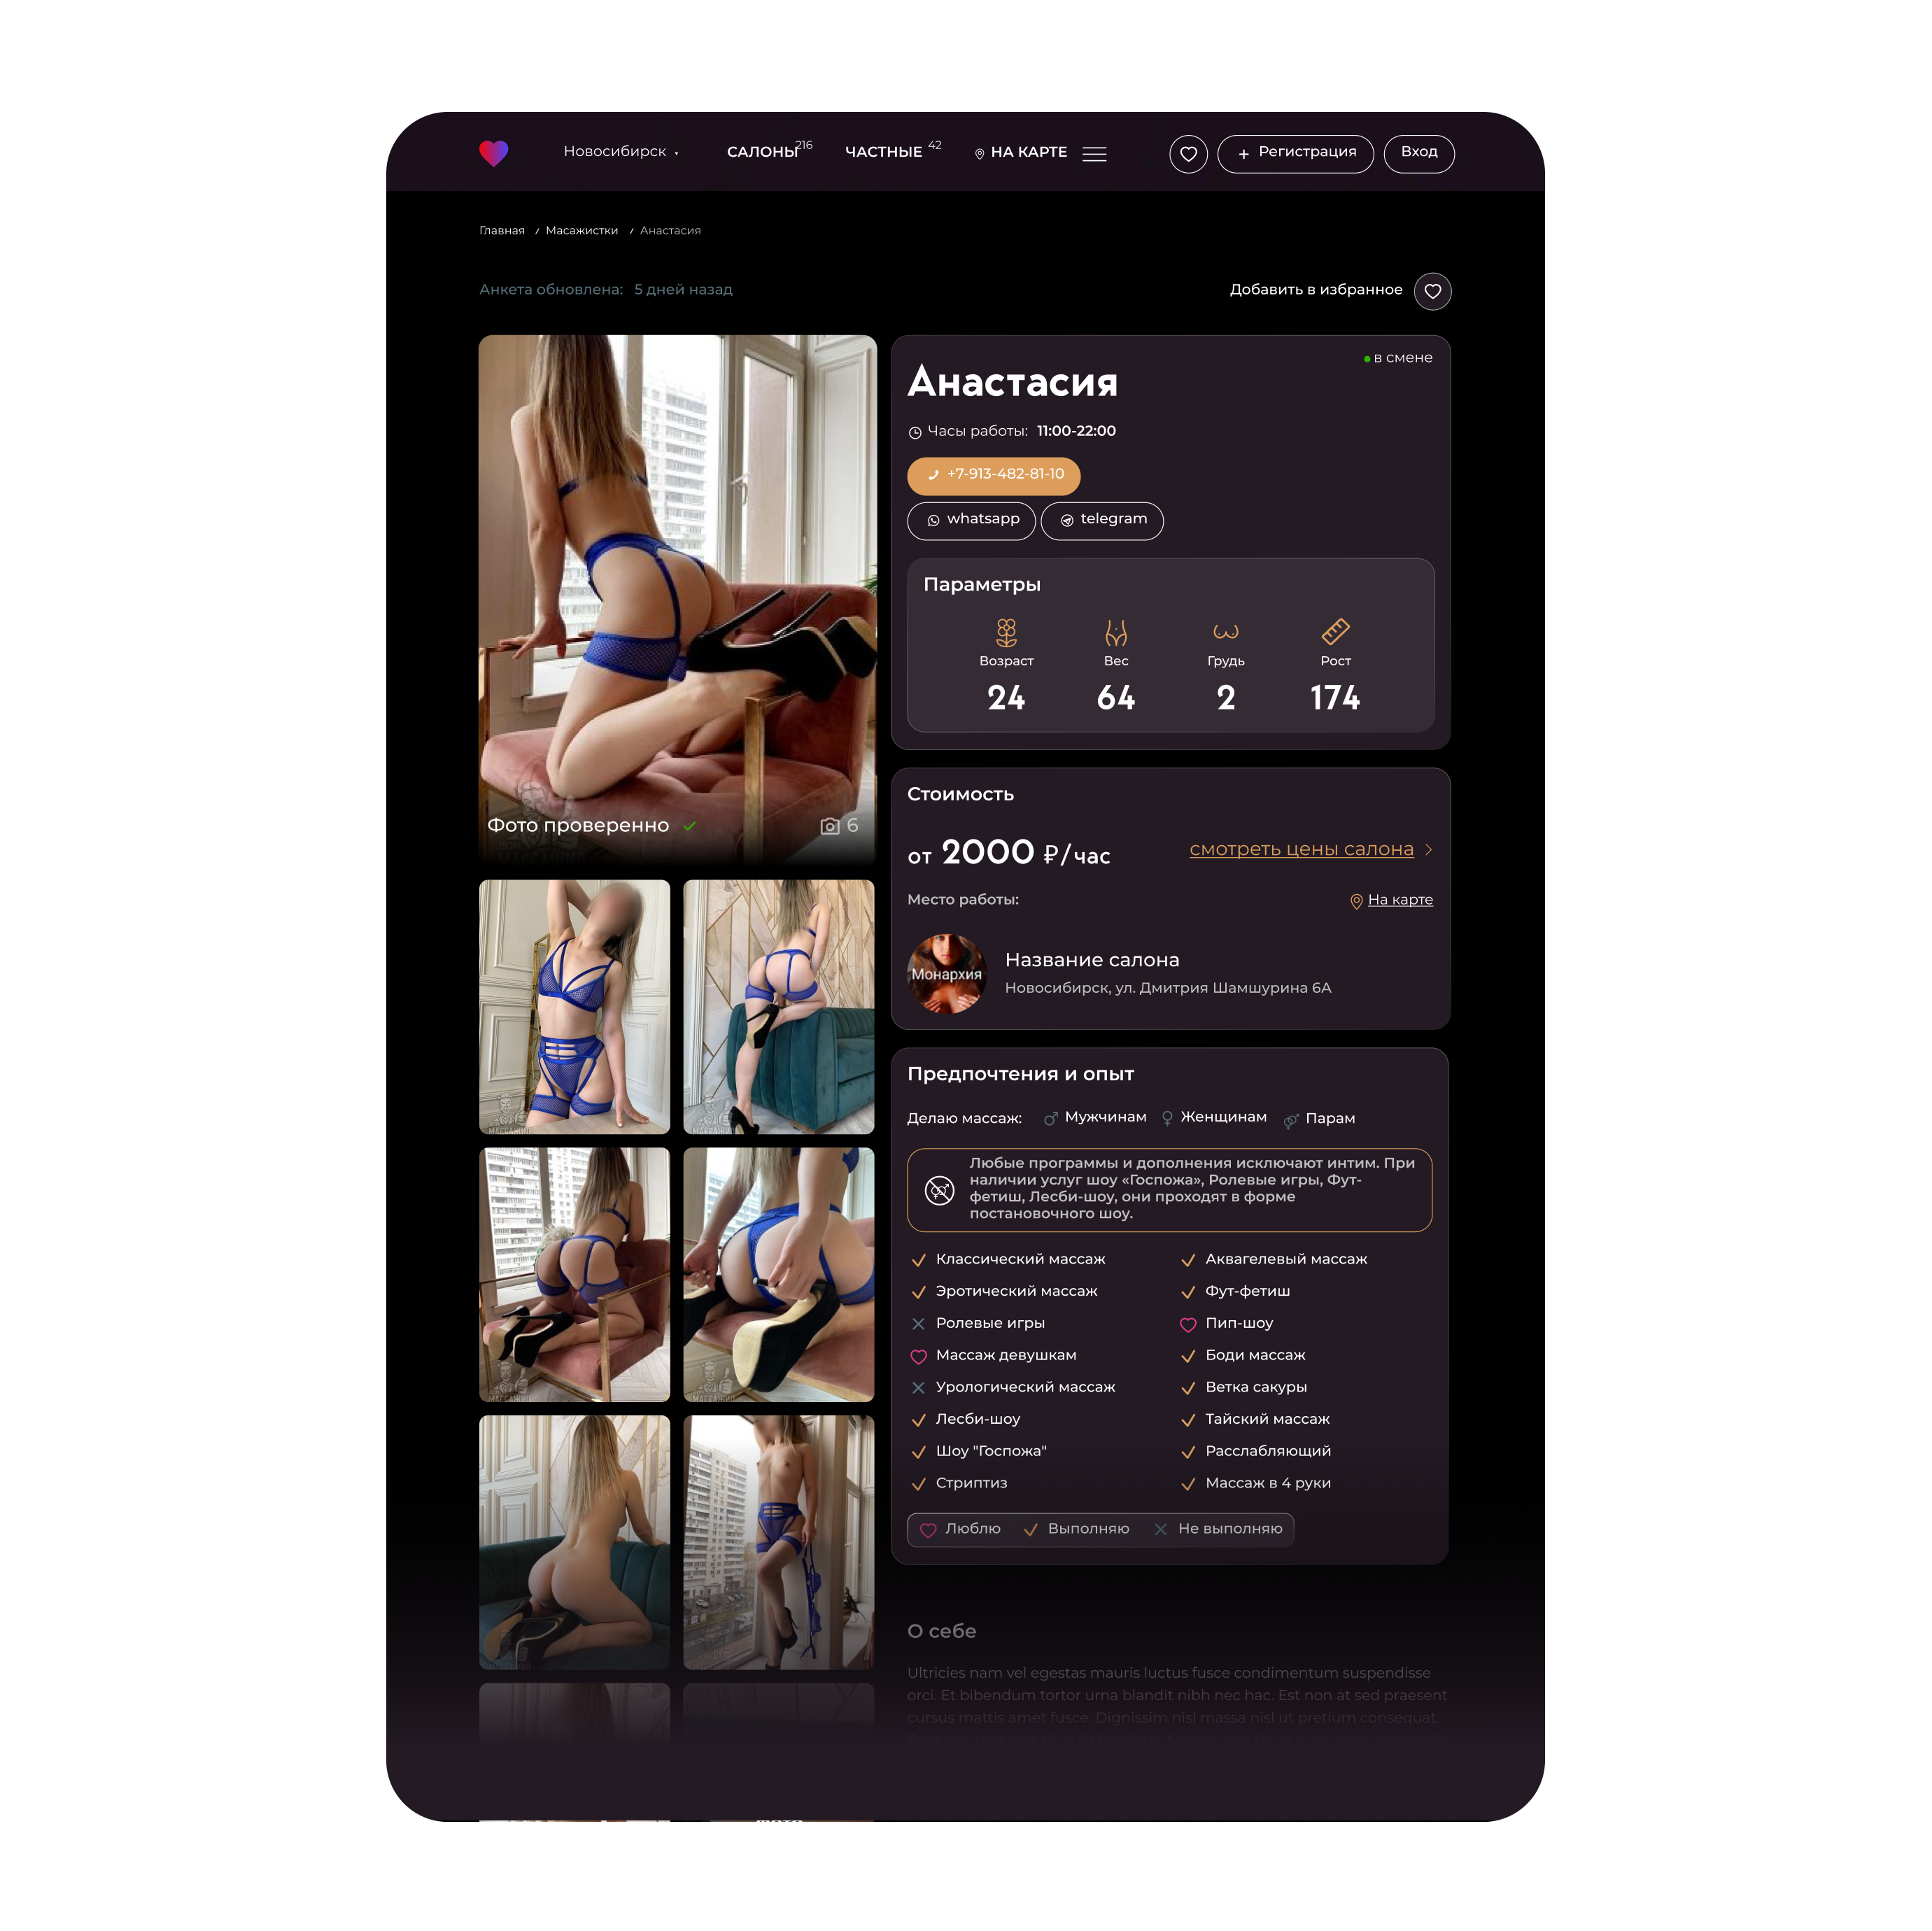 Новосибирск
САЛОНЫ 216
ЧАСТНЫЕ 42
НА КАРТЕ
+ Регистрация
Вход
Главная / Масажистки / Анастасия
Анкета обновлена: 5 дней назад
Добавить в избранное
Фото проверенно
6
в смене
Анастасия
Часы работы: 11:00-22:00
+7-913-482-81-10
whatsapp
telegram
Параметры
Возраст
Вес
Грудь
Рост
24
64
2
174
Стоимость
от 2000 ₽/час
смотреть цены салона
Место работы:
На карте
Монархия
Название салона
Новосибирск, ул. Дмитрия Шамшурина 6А
Предпочтения и опыт
Делаю массаж:
Мужчинам
Женщинам
Парам
Любые программы и дополнения исключают интим. При
наличии услуг шоу «Госпожа», Ролевые игры, Фут-
фетиш, Лесби-шоу, они проходят в форме
постановочного шоу.
Классический массаж
Аквагелевый массаж
Эротический массаж
Фут-фетиш
Ролевые игры
Пип-шоу
Массаж девушкам
Боди массаж
Урологический массаж
Ветка сакуры
Лесби-шоу
Тайский массаж
Шоу "Госпожа"
Расслабляющий
Стриптиз
Массаж в 4 руки
Люблю
Выполняю
Не выполняю
О себе
Ultricies nam vel egestas mauris luctus fusce condimentum suspendisse
orci. Et bibendum tortor urna blandit nibh nec hac. Est non at sed praesent
cursus mattis amet fusce. Dignissim nisl massa nisl ut pretium consequat.